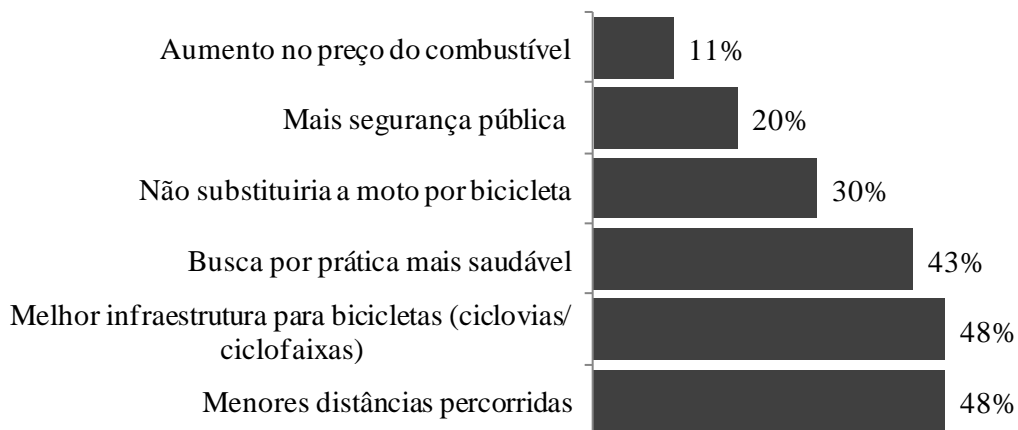 Aumento no preço do combustível 11%
Mais segurança pública 20%
Não substituiria a moto por bicicleta 30%
Busca por prática mais saudável 43%
Melhor infraestrutura para bicicletas (ciclovias/
ciclofaixas) 48%
Menores distâncias percorridas 48%